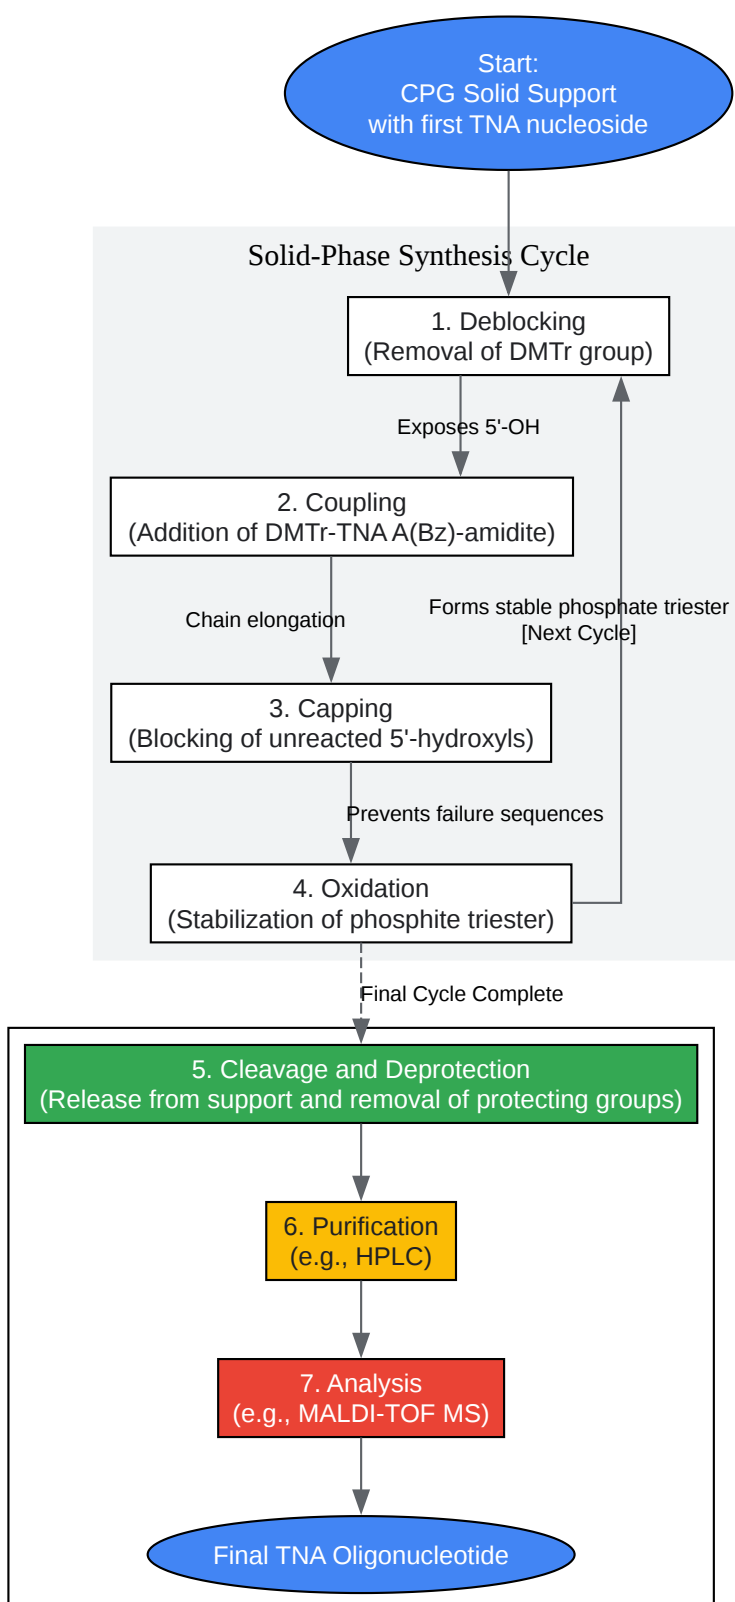 Start:
CPG Solid Support
with first TNA nucleoside
Solid-Phase Synthesis Cycle
1. Deblocking
(Removal of DMTr group)
Exposes 5'-OH
2. Coupling
(Addition of DMTr-TNA A(Bz)-amidite)
Chain elongation
Forms stable phosphate triester
[Next Cycle]
3. Capping
(Blocking of unreacted 5'-hydroxyls)
Prevents failure sequences
4. Oxidation
(Stabilization of phosphite triester)
Final Cycle Complete
5. Cleavage and Deprotection
(Release from support and removal of protecting groups)
6. Purification
(e.g., HPLC)
7. Analysis
(e.g., MALDI-TOF MS)
Final TNA Oligonucleotide